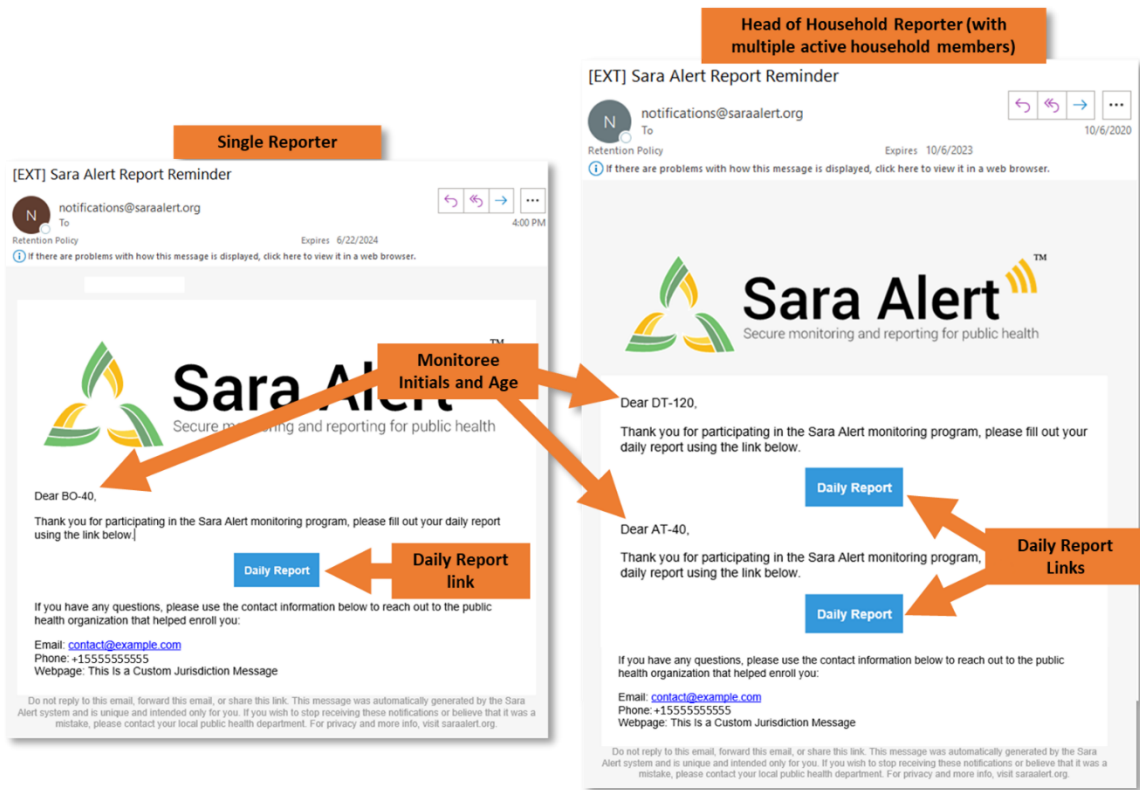 Single Reporter
[EXT] Sara Alert Report Reminder
N
notifications@saraalert.org
To
4:00 PM
Retention Policy
Expires 6/22/2024
If there are problems with how this message is displayed, click here to view it in a web browser.
TM
Sara Alert
Secure monitoring and reporting for public health
Dear BO-40,
Thank you for participating in the Sara Alert monitoring program, please fill out your daily report
using the link below.
Daily Report
Daily Report
link
If you have any questions, please use the contact information below to reach out to the public
health organization that helped enroll you:
Email: contact@example.com
Phone: +15555555555
Webpage: This Is a Custom Jurisdiction Message
Do not reply to this email, forward this email, or share this link. This message was automatically generated by the Sara
Alert system and is unique and intended only for you. If you wish to stop receiving these notifications or believe that it was a
mistake, please contact your local public health department. For privacy and more info, visit saraalert.org.
Monitoree
Initials and Age
Head of Household Reporter (with
multiple active household members)
[EXT] Sara Alert Report Reminder
N
notifications@saraalert.org
To
10/6/2020
Retention Policy
Expires 10/6/2023
If there are problems with how this message is displayed, click here to view it in a web browser.
Sara Alert TM
Secure monitoring and reporting for public health
Dear DT-120,
Thank you for participating in the Sara Alert monitoring program, please fill out your
daily report using the link below.
Daily Report
Dear AT-40,
Thank you for participating in the Sara Alert monitoring program,
daily report using the link below.
Daily Report
Daily Report
Links
If you have any questions, please use the contact information below to reach out to the public
health organization that helped enroll you:
Email: contact@example.com
Phone: +15555555555
Webpage: This Is a Custom Jurisdiction Message
Do not reply to this email, forward this email, or share this link. This message was automatically generated by the Sara
Alert system and is unique and intended only for you. If you wish to stop receiving these notifications or believe that it was a
mistake, please contact your local public health department. For privacy and more info, visit saraalert.org.